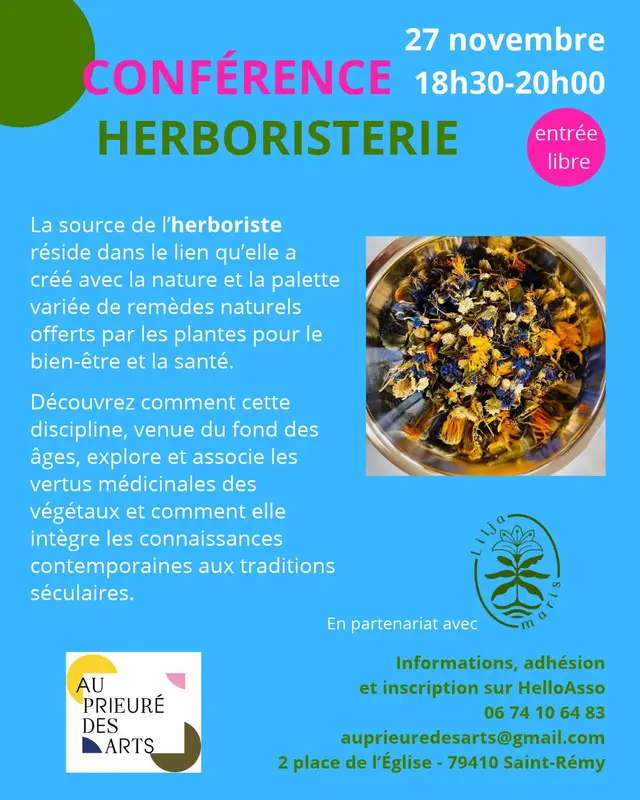 27 novembre
18h30-20h00
CONFÉRENCE
HERBORISTERIE
entrée
libre
La source de l’herboriste
réside dans le lien qu’elle a
créé avec la nature et la palette
variée de remèdes naturels
offerts par les plantes pour le
bien-être et la santé.
Découvrez comment cette
discipline, venue du fond des
âges, explore et associe les
vertus médicinales des
végétaux et comment elle
intègre les connaissances
contemporaines aux traditions
séculaires.
Lilja
maris
En partenariat avec
AU
PRIEURÉ
DES
ARTS
Informations, adhésion
et inscription sur HelloAsso
06 74 10 64 83
auprieuredesarts@gmail.com
2 place de l’Église - 79410 Saint-Rémy